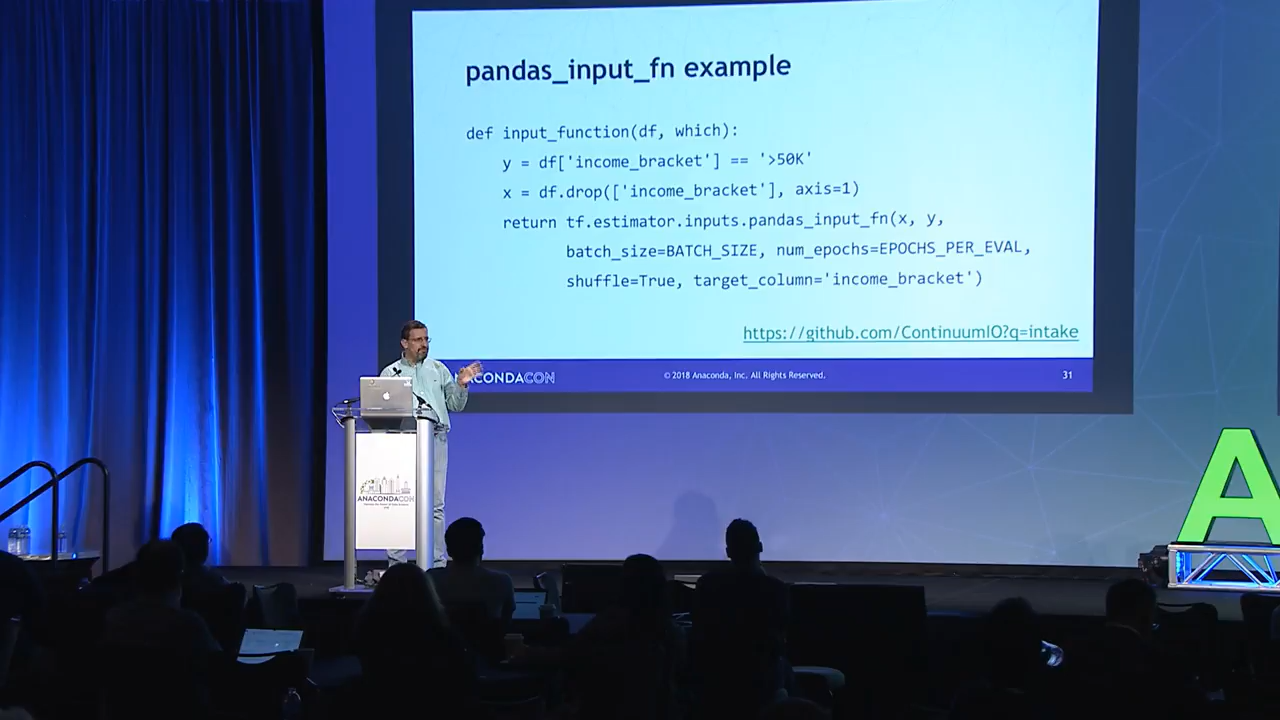 pandas_input_fn example
def input_function(df, which):
y = df['income_bracket'] == '>50K'
x = df.drop(['income_bracket'], axis=1)
return tf.estimator.inputs.pandas_input_fn(x, y,
batch_size=BATCH_SIZE, num_epochs=EPOCHS_PER_EVAL,
shuffle=True, target_column='income_bracket')
https://github.com/ContinuumIO?q=intake
ACONDACON
© 2018 Anaconda, Inc. All Rights Reserved.
31
ANACONDACON
A